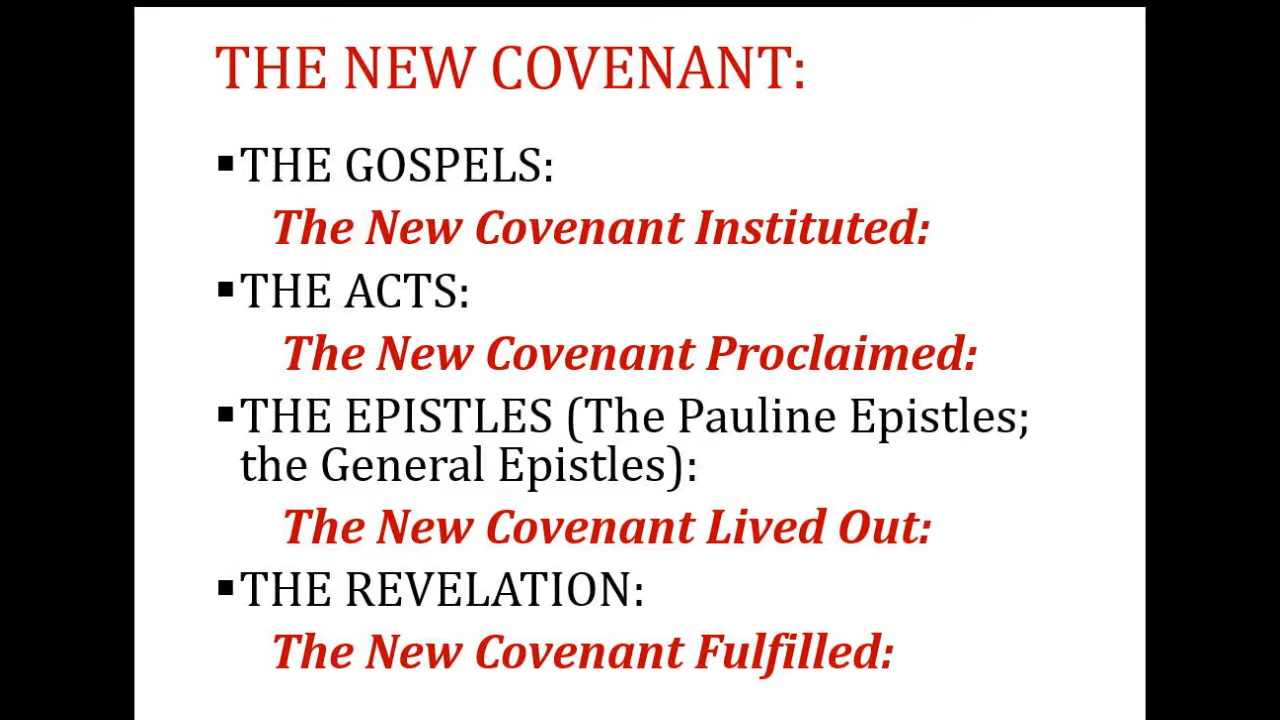 THE NEW COVENANT:
▪THE GOSPELS:
The New Covenant Instituted:
▪THE ACTS:
The New Covenant Proclaimed:
▪THE EPISTLES (The Pauline Epistles;
the General Epistles):
The New Covenant Lived Out:
▪THE REVELATION:
The New Covenant Fulfilled: